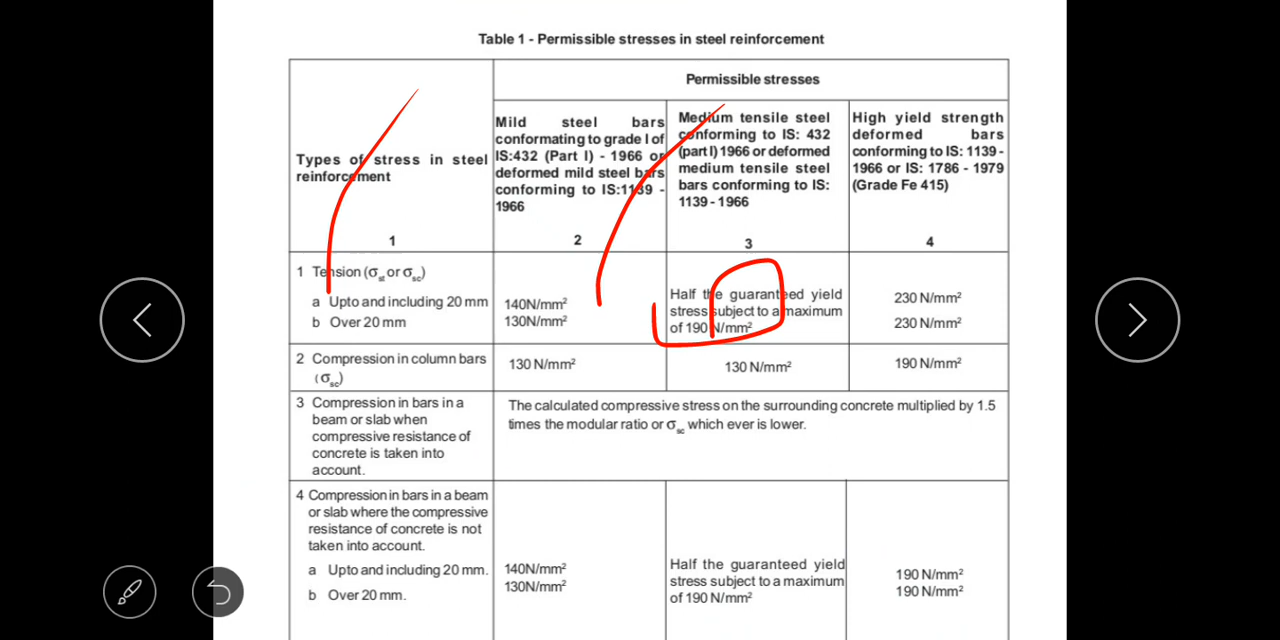 Table 1 - Permissible stresses in steel reinforcement
Types of stress in steel
reinforcement
1
Permissible stresses
Mild steel bars
conformating to grade I of
IS:432 (Part I) - 1966 or
deformed mild steel bars
conforming to IS:1139 -
1966
2
Medium tensile steel
conforming to IS: 432
(part I) 1966 or deformed
medium tensile steel
bars conforming to IS:
1139 - 1966
3
High yield strength
deformed bars
conforming to IS: 1139-
1966 or IS: 1786 - 1979
(Grade Fe 415)
4
1 Tension (σst or σsc)
a Upto and including 20 mm
b Over 20 mm
140N/mm²
130N/mm²
Half the guaranteed yield
stress subject to a maximum
of 190 N/mm²
230 N/mm²
230 N/mm²
2 Compression in column bars
(σsc)
130 N/mm²
130 N/mm²
190 N/mm²
3 Compression in bars in a
beam or slab when
compressive resistance of
concrete is taken into
account.
The calculated compressive stress on the surrounding concrete multiplied by 1.5
times the modular ratio or σsc which ever is lower.
4 Compression in bars in a beam
or slab where the compressive
resistance of concrete is not
taken into account.
a Upto and including 20 mm.
b Over 20 mm.
140N/mm²
130N/mm²
Half the guaranteed yield
stress subject to a maximum
of 190 N/mm²
190 N/mm²
190 N/mm²